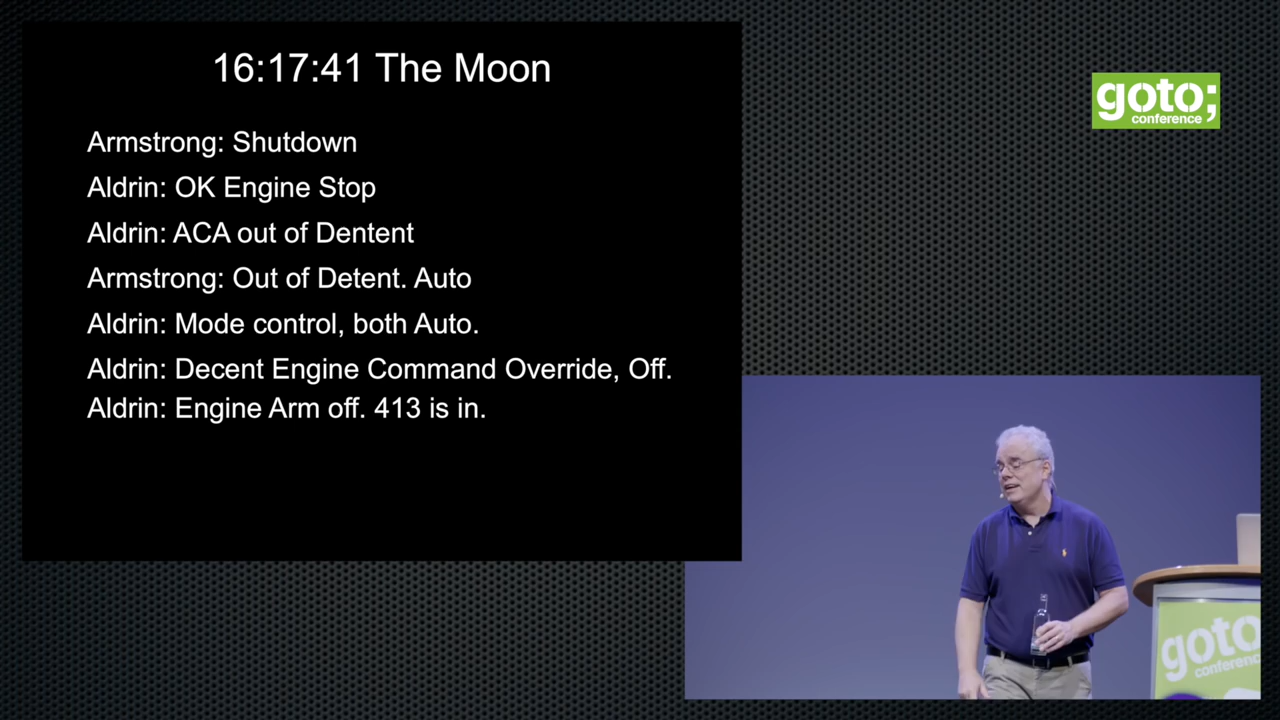 16:17:41 The Moon
Armstrong: Shutdown
Aldrin: OK Engine Stop
Aldrin: ACA out of Dentent
Armstrong: Out of Detent. Auto
Aldrin: Mode control, both Auto.
Aldrin: Decent Engine Command Override, Off.
Aldrin: Engine Arm off. 413 is in.
goto;
conference
goto
conference